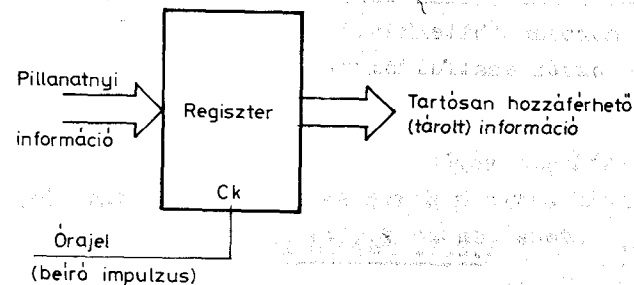 Pillanatnyi
információ
Regiszter
Ck
Tartósan hozzáférhető
(tárolt) információ
Órajel
(beíró impulzus)